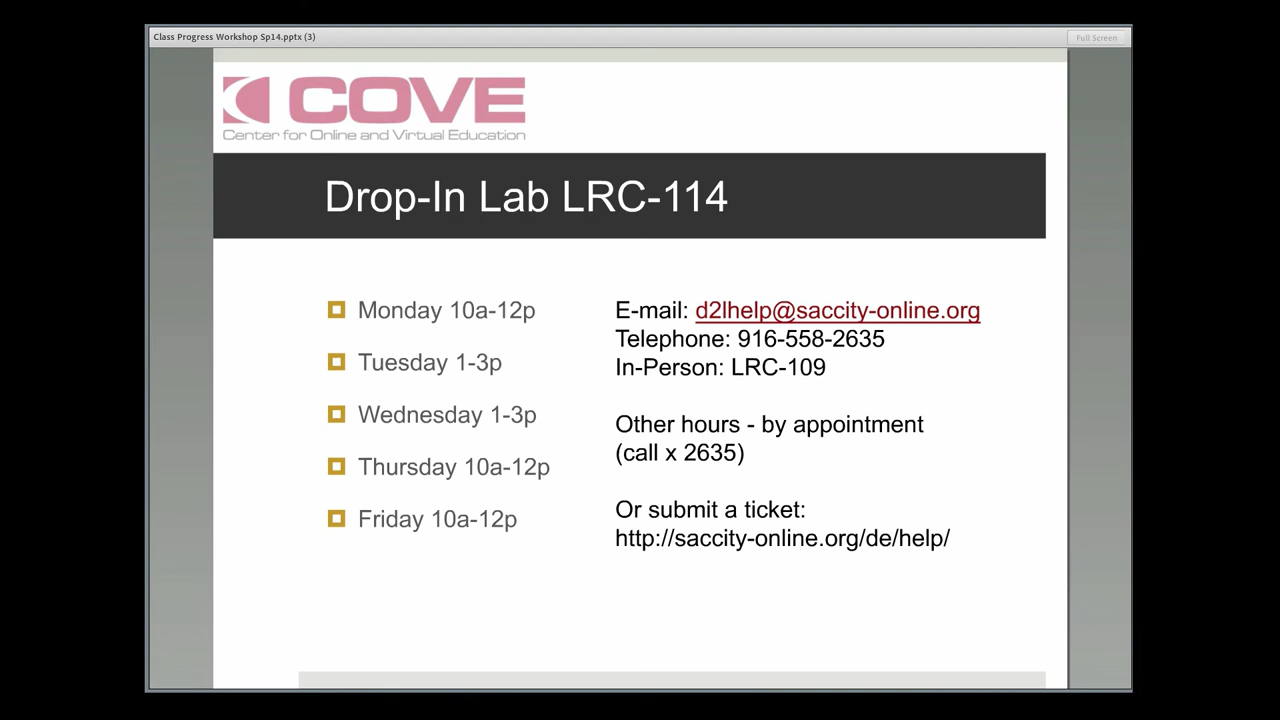 Class Progress Workshop Sp14.pptx (3)
Full Screen
COVE
Center for Online and Virtual Education
Drop-In Lab LRC-114
Monday 10a-12p
Tuesday 1-3p
Wednesday 1-3p
Thursday 10a-12p
Friday 10a-12p
E-mail: d2lhelp@saccity-online.org
Telephone: 916-558-2635
In-Person: LRC-109
Other hours - by appointment
(call x 2635)
Or submit a ticket:
http://saccity-online.org/de/help/